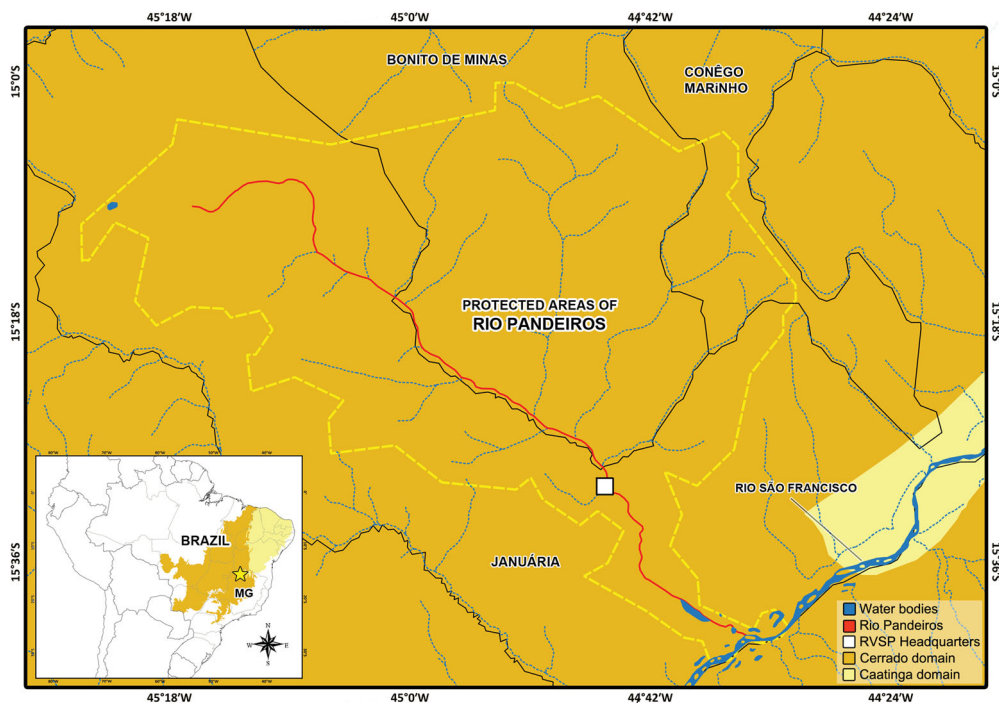 45°18'W 45°0'W 44°42'W 44°24'W
15°0'S
15°0'S
BONITO DE MINAS
CONÊGO
MARiNHO
PROTECTED AREAS OF
RIO PANDEIROS
15°18'S
15°18'S
RIO SÃO FRANCISCO
JANUÁRIA
15°36'S
15°36'S
BRAZIL
MG
N
W E
S
Water bodies
Rio Pandeiros
RVSP Headquarters
Cerrado domain
Caatinga domain
45°18'W 45°0'W 44°42'W 44°24'W